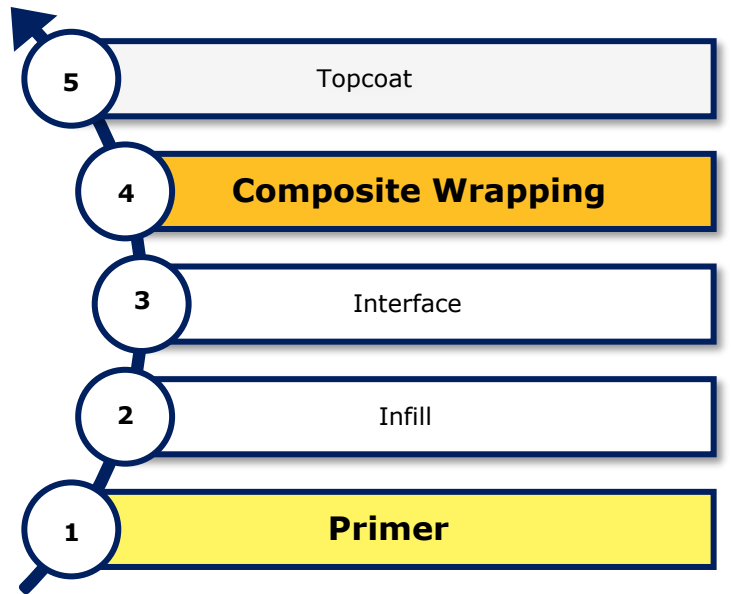 5 Topcoat
4 Composite Wrapping
3 Interface
2 Infill
1 Primer